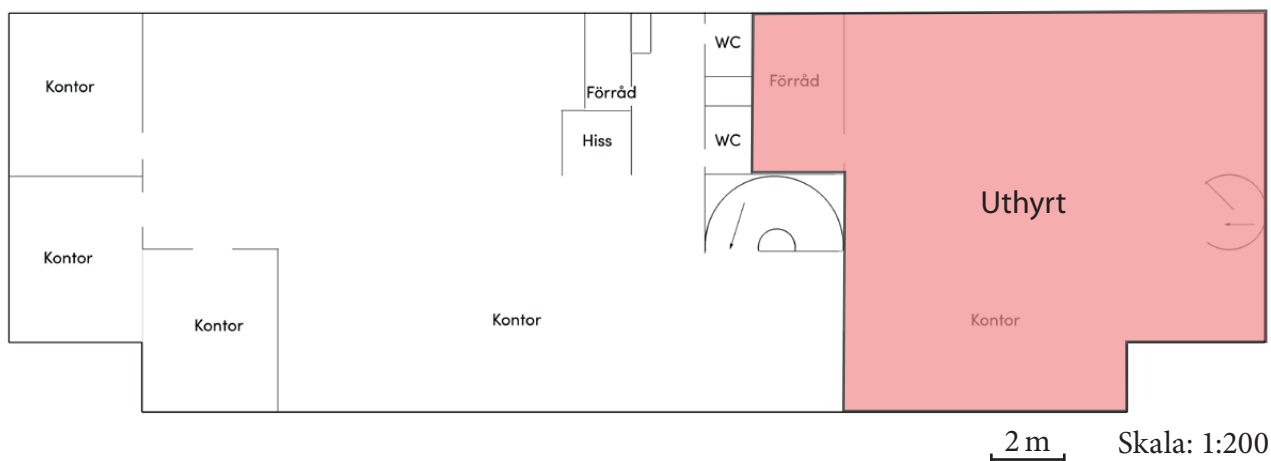 WC
Kontor
Förråd
Förråd
Hiss
WC
Uthyrt
Kontor
Kontor
Kontor
Kontor
2 m
Skala: 1:200